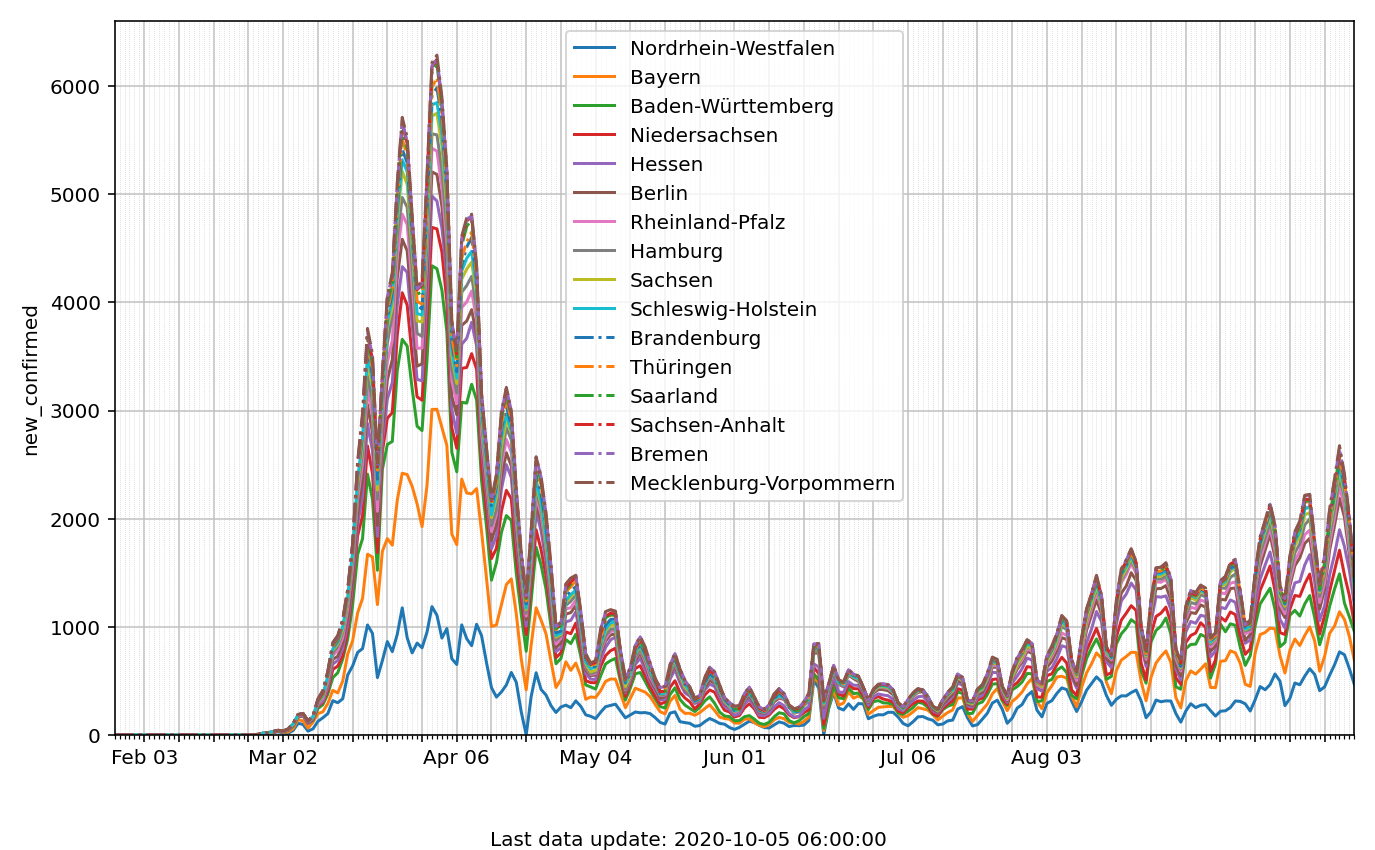 6000
5000
4000
3000
2000
1000
0
new_confirmed
Nordrhein-Westfalen
Bayern
Baden-Württemberg
Niedersachsen
Hessen
Berlin
Rheinland-Pfalz
Hamburg
Sachsen
Schleswig-Holstein
Brandenburg
Thüringen
Saarland
Sachsen-Anhalt
Bremen
Mecklenburg-Vorpommern
Feb 03 Mar 02 Apr 06 May 04 Jun 01 Jul 06 Aug 03
Last data update: 2020-10-05 06:00:00